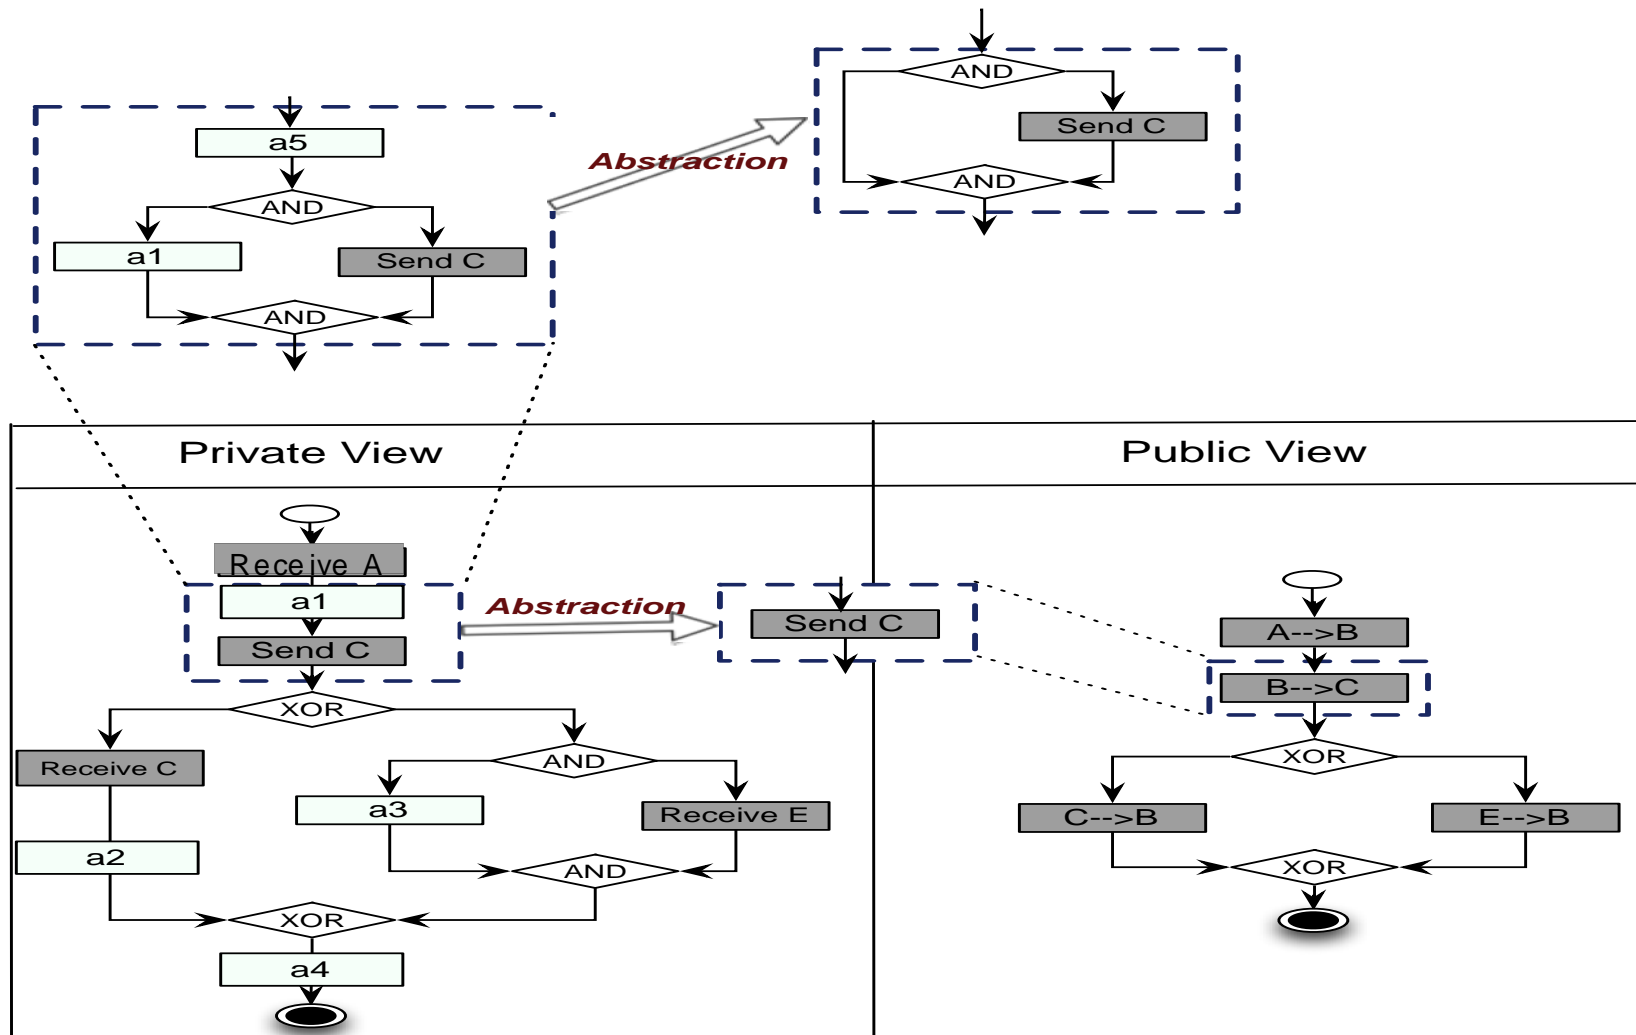 AND
Send C
AND
a5
Abstraction
AND
a1
Send C
AND
Private View
Public View
Receive A
a1
Abstraction
Send C
Send C
A-->B
B-->C
XOR
XOR
Receive C
AND
C-->B
E-->B
a3
Receive E
a2
AND
XOR
XOR
a4